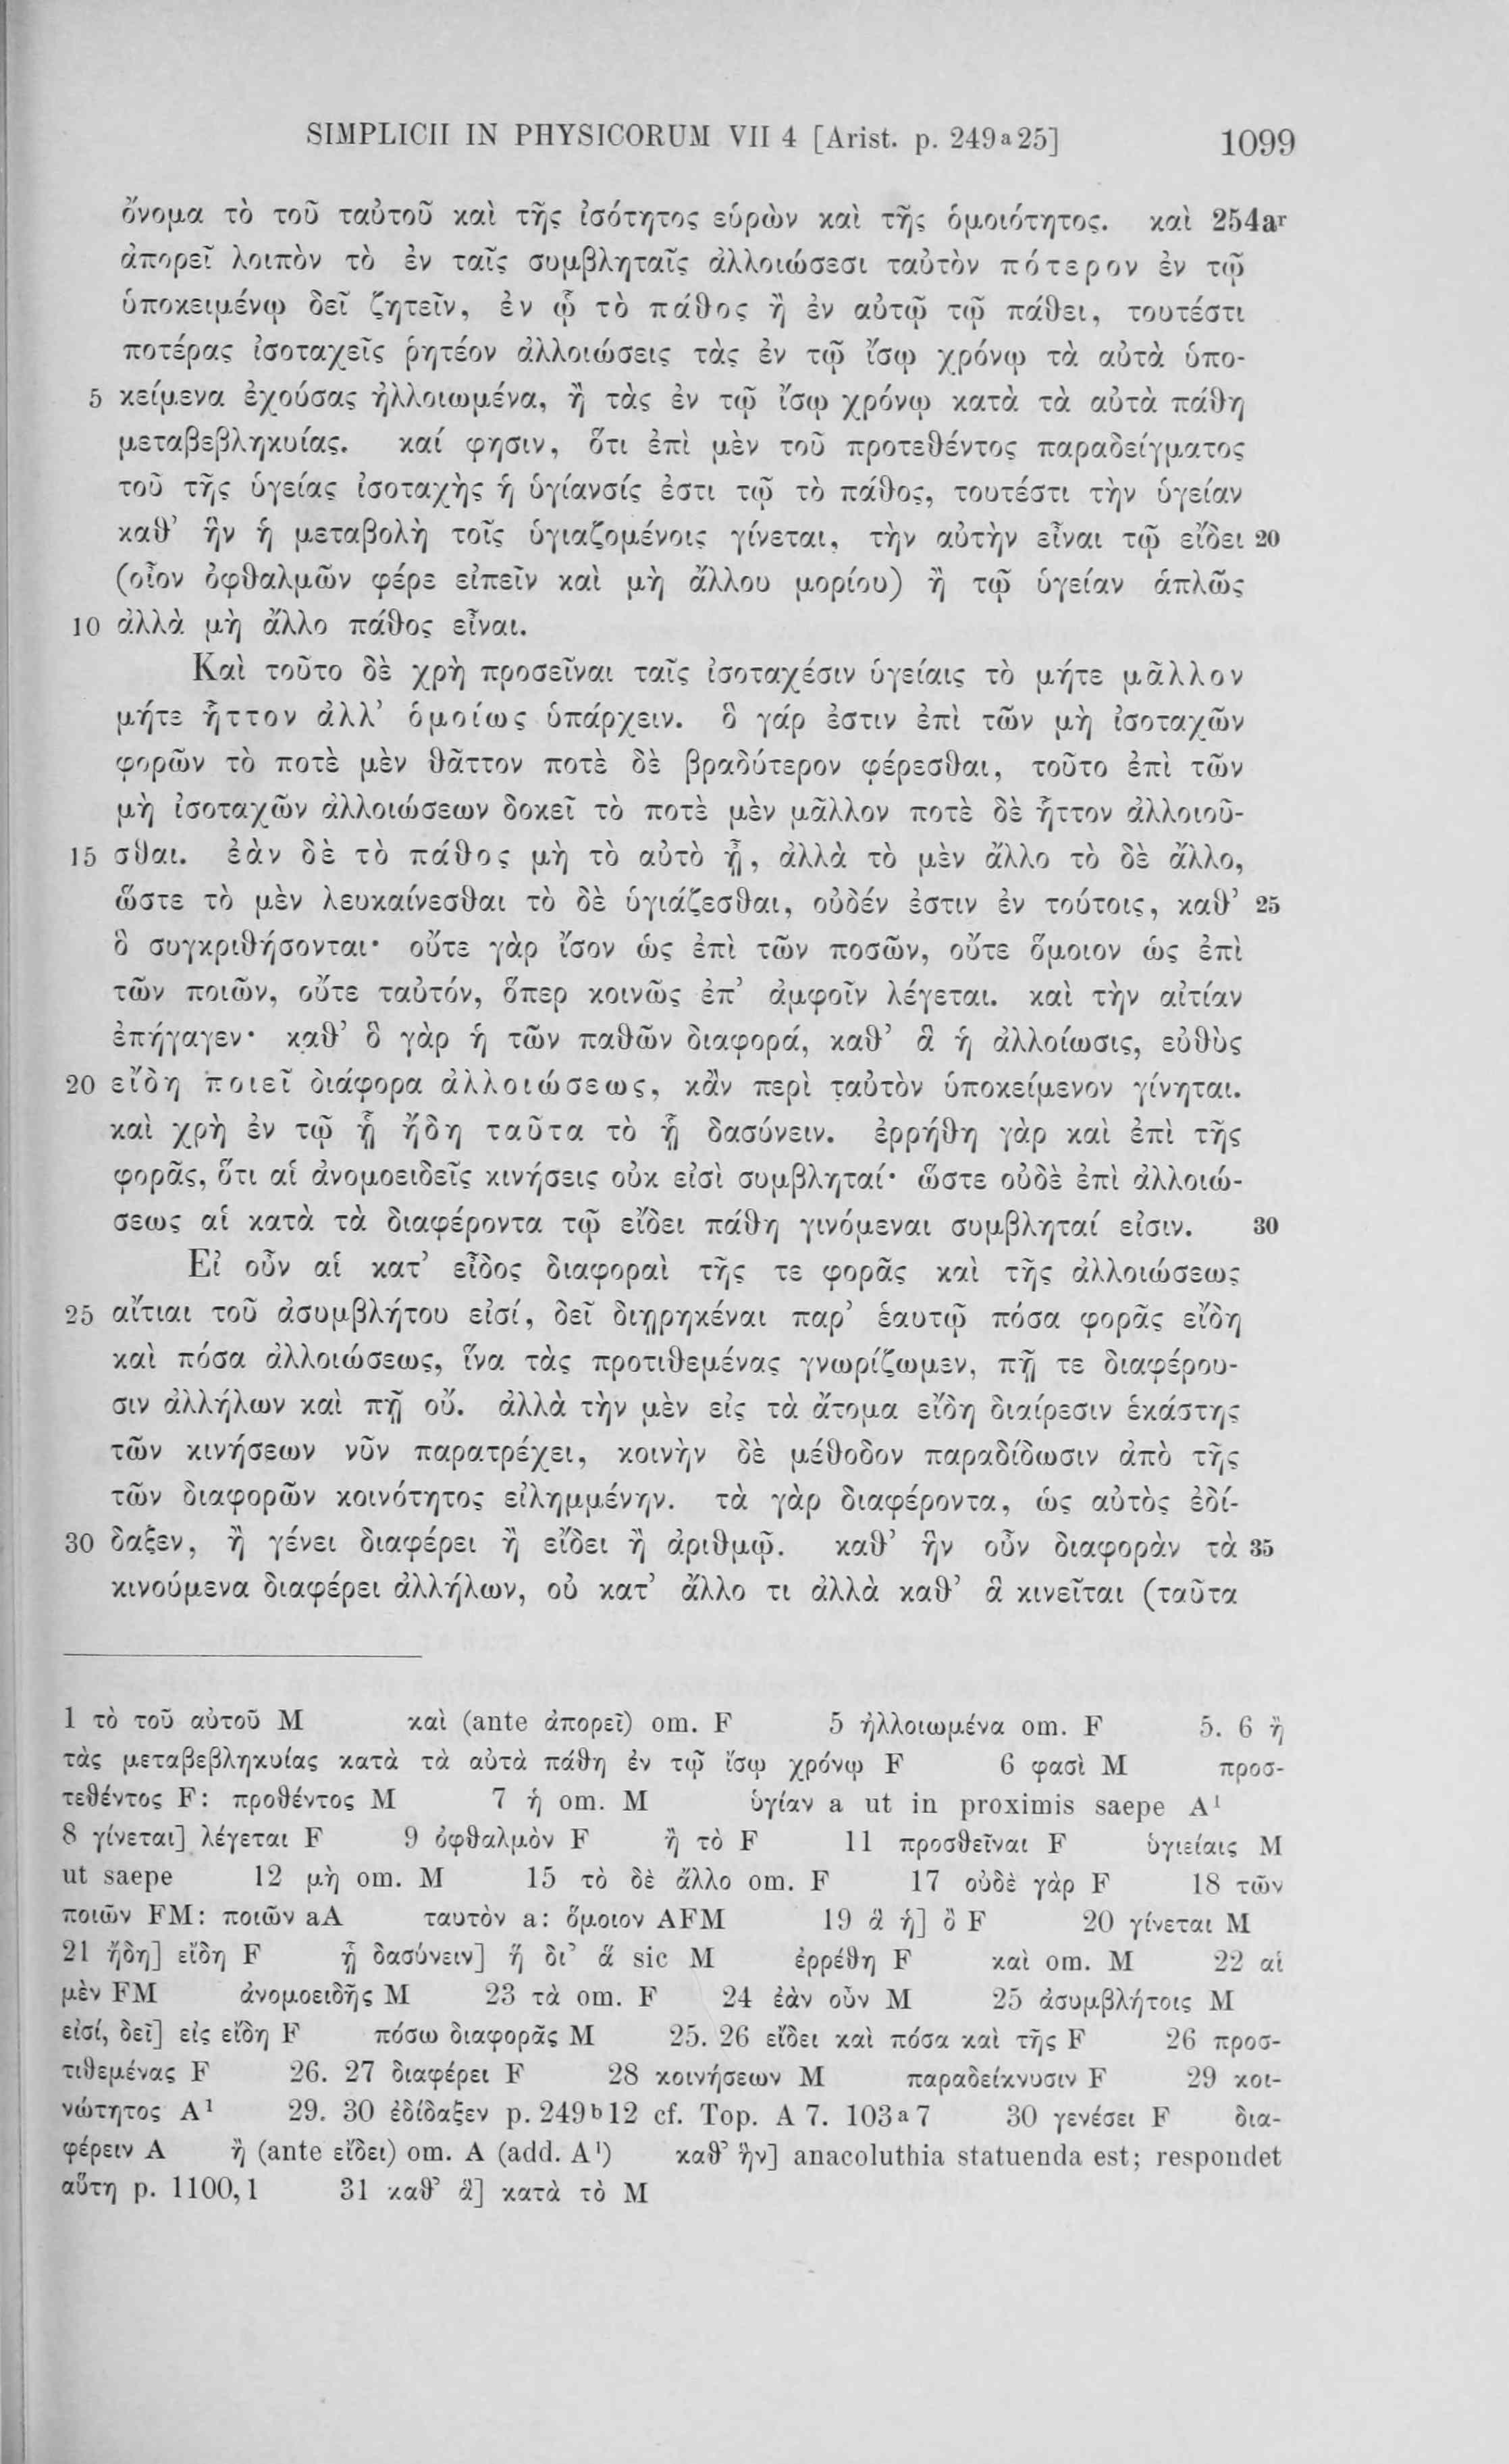 SIMPLICII IN PHYSICORUM VII 4 [Arist. p. 249a25] 1099
ὄνομα τὸ τοῦ ταὐτοῦ καὶ τῆς ἰσότητος εὑρὼν καὶ τῆς ὁμοιότητος. καὶ 254ar
ἀπορεῖ λοιπὸν τὸ ἐν ταῖς συμβληταῖς ἀλλοιώσεσι ταὐτὸν πότερον ἐν τῷ
ὑποκειμένῳ δεῖ ζητεῖν, ἐν ᾧ τὸ πάθος ἢ ἐν αὐτῷ τῷ πάθει, τουτέστι
ποτέρας ἰσοταχεῖς ῥητέον ἀλλοιώσεις τὰς ἐν τῷ ἴσῳ χρόνῳ τὰ αὐτὰ ὑπο-
5 κείμενα ἐχούσας ἠλλοιωμένα, ἢ τὰς ἐν τῷ ἴσῳ χρόνῳ κατὰ τὰ αὐτὰ πάθη
μεταβεβληκυίας. καί φησιν, ὅτι ἐπὶ μὲν τοῦ προτεθέντος παραδείγματος
τοῦ τῆς ὑγείας ἰσοταχὴς ἡ ὑγίανσίς ἐστι τῷ τὸ πάθος, τουτέστι τὴν ὑγείαν
καθ’ ἣν ἡ μεταβολὴ τοῖς ὑγιαζομένοις γίνεται, τὴν αὐτὴν εἶναι τῷ εἴδει 20
(οἷον ὀφθαλμῶν φέρε εἰπεῖν καὶ μὴ ἄλλου μορίου) ἢ τῷ ὑγείαν ἁπλῶς
10 ἀλλὰ μὴ ἄλλο πάθος εἶναι.
Καὶ τοῦτο δὲ χρὴ προσεῖναι ταῖς ἰσοταχέσιν ὑγείαις τὸ μήτε μᾶλλον
μήτε ἧττον ἀλλ’ ὁμοίως ὑπάρχειν. ὃ γάρ ἐστιν ἐπὶ τῶν μὴ ἰσοταχῶν
φορῶν τὸ ποτὲ μὲν θᾶττον ποτὲ δὲ βραδύτερον φέρεσθαι, τοῦτο ἐπὶ τῶν
μὴ ἰσοταχῶν ἀλλοιώσεων δοκεῖ τὸ ποτὲ μὲν μᾶλλον ποτὲ δὲ ἧττον ἀλλοιοῦ-
15 σθαι. ἐὰν δὲ τὸ πάθος μὴ τὸ αὐτὸ ᾖ, ἀλλὰ τὸ μὲν ἄλλο τὸ δὲ ἄλλο,
ὥστε τὸ μὲν λευκαίνεσθαι τὸ δὲ ὑγιάζεσθαι, οὐδέν ἐστιν ἐν τούτοις, καθ’ 25
ὃ συγκριθήσονται· οὔτε γὰρ ἴσον ὡς ἐπὶ τῶν ποσῶν, οὔτε ὅμοιον ὡς ἐπὶ
τῶν ποιῶν, οὔτε ταὐτόν, ὅπερ κοινῶς ἐπ’ ἀμφοῖν λέγεται. καὶ τὴν αἰτίαν
ἐπήγαγεν· καθ’ ὃ γὰρ ἡ τῶν παθῶν διαφορά, καθ’ ἃ ἡ ἀλλοίωσις, εὐθὺς
20 εἴδη ποιεῖ διάφορα ἀλλοιώσεως, κἂν περὶ ταὐτὸν ὑποκείμενον γίνηται.
καὶ χρὴ ἐν τῷ ᾗ ἤδη ταῦτα τὸ ᾗ δασύνειν. ἐρρήθη γὰρ καὶ ἐπὶ τῆς
φορᾶς, ὅτι αἱ ἀνομοειδεῖς κινήσεις οὐκ εἰσὶ συμβληταί· ὥστε οὐδὲ ἐπὶ ἀλλοιώ-
σεως αἱ κατὰ τὰ διαφέροντα τῷ εἴδει πάθη γινόμεναι συμβληταί εἰσιν. 30
Εἰ οὖν αἱ κατ’ εἶδος διαφοραὶ τῆς τε φορᾶς καὶ τῆς ἀλλοιώσεως
25 αἴτιαι τοῦ ἀσυμβλήτου εἰσί, δεῖ διῃρηκέναι παρ’ ἑαυτῷ πόσα φορᾶς εἴδη
καὶ πόσα ἀλλοιώσεως, ἵνα τὰς προτιθεμένας γνωρίζωμεν, πῇ τε διαφέρου-
σιν ἀλλήλων καὶ πῇ οὔ. ἀλλὰ τὴν μὲν εἰς τὰ ἄτομα εἴδη διαίρεσιν ἑκάστης
τῶν κινήσεων νῦν παρατρέχει, κοινὴν δὲ μέθοδον παραδίδωσιν ἀπὸ τῆς
τῶν διαφορῶν κοινότητος εἰλημμένην. τὰ γὰρ διαφέροντα, ὡς αὐτὸς ἐδί-
30 δαξεν, ἢ γένει διαφέρει ἢ εἴδει ἢ ἀριθμῷ. καθ’ ἣν οὖν διαφορὰν τὰ 35
κινούμενα διαφέρει ἀλλήλων, οὐ κατ’ ἄλλο τι ἀλλὰ καθ’ ἃ κινεῖται (ταῦτα
1 τὸ τοῦ αὐτοῦ M καὶ (ante ἀπορεῖ) om. F 5 ἠλλοιωμένα om. F 5. 6 ἢ
τὰς μεταβεβληκυίας κατὰ τὰ αὐτὰ πάθη ἐν τῷ ἴσῳ χρόνῳ F 6 φασὶ M προσ-
τεθέντος F: προθέντος M 7 ἡ om. M ὑγίαν a ut in proximis saepe A¹
8 γίνεται] λέγεται F 9 ὀφθαλμὸν F ἢ τὸ F 11 προσθεῖναι F ὑγιείαις M
ut saepe 12 μὴ om. M 15 τὸ δὲ ἄλλο om. F 17 οὐδὲ γὰρ F 18 τῶν
ποιῶν FM: ποιῶν aA ταυτὸν a: ὅμοιον AFM 19 ἃ ἡ] ὃ F 20 γίνεται M
21 ἤδη] εἴδη F ᾗ δασύνειν] ἥ δι’ ἅ sic M ἐρρέθη F καὶ om. M 22 αἱ
μὲν FM ἀνομοειδῆς M 23 τὰ om. F 24 ἐὰν οὖν M 25 ἀσυμβλήτοις M
εἰσί, δεῖ] εἰς εἴδη F πόσω διαφορᾶς M 25. 26 εἴδει καὶ πόσα καὶ τῆς F 26 προσ-
τιθεμένας F 26. 27 διαφέρει F 28 κοινήσεων M παραδείκνυσιν F 29 κοι-
νώτητος A¹ 29. 30 ἐδίδαξεν p. 249b12 cf. Top. A 7. 103a7 30 γενέσει F δια-
φέρειν A ἢ (ante εἴδει) om. A (add. A¹) καθ’ ἣν] anacoluthia statuenda est; respondet
αὕτη p. 1100,1 31 καθ’ ἃ] κατὰ τὸ M